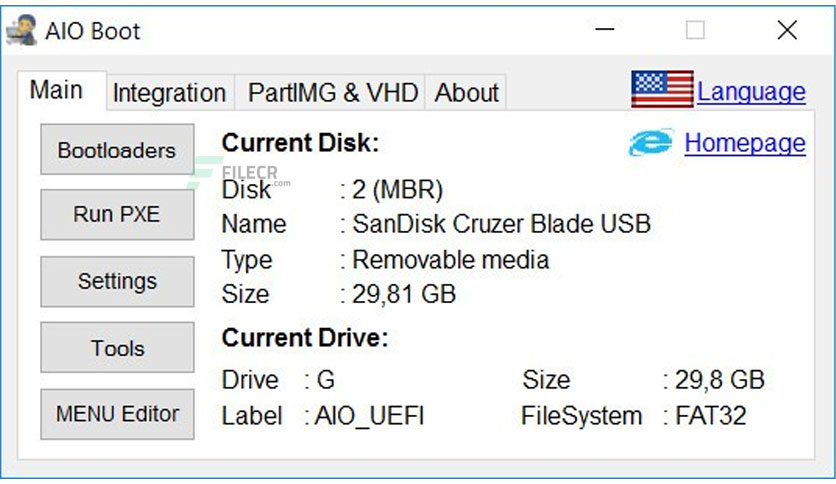 AIO Boot
Main Integration PartIMG & VHD About Language
Bootloaders Current Disk: Homepage
FILECR
.com
Disk : 2 (MBR)
Run PXE
Name : SanDisk Cruzer Blade USB
Type : Removable media
Settings
Size : 29,81 GB
Current Drive:
Tools
Drive : G Size : 29,8 GB
MENU Editor
Label : AIO_UEFI FileSystem : FAT32